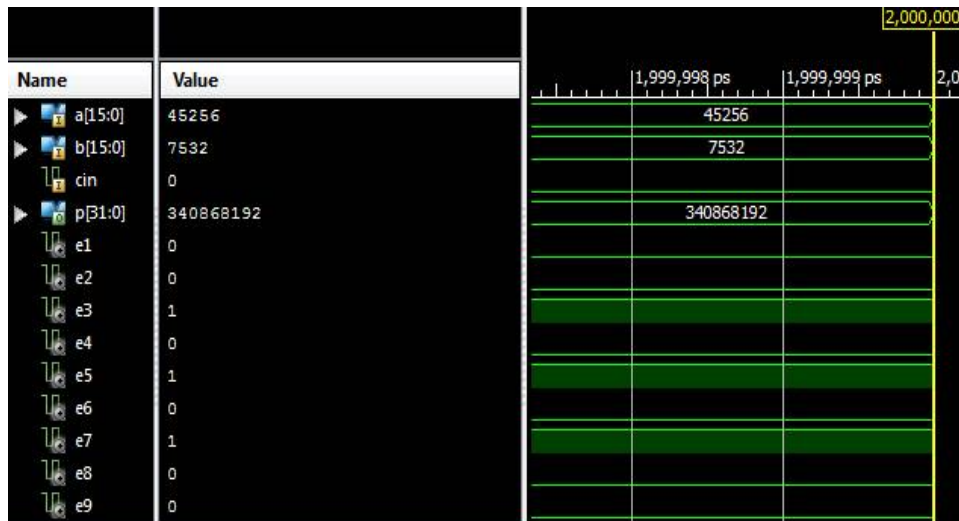 2,000,000
Name Value 1,999,998 ps 1,999,999 ps 2,0
a[15:0] 45256 45256
b[15:0] 7532 7532
cin 0
p[31:0] 340868192 340868192
e1 0
e2 0
e3 1
e4 0
e5 1
e6 0
e7 1
e8 0
e9 0